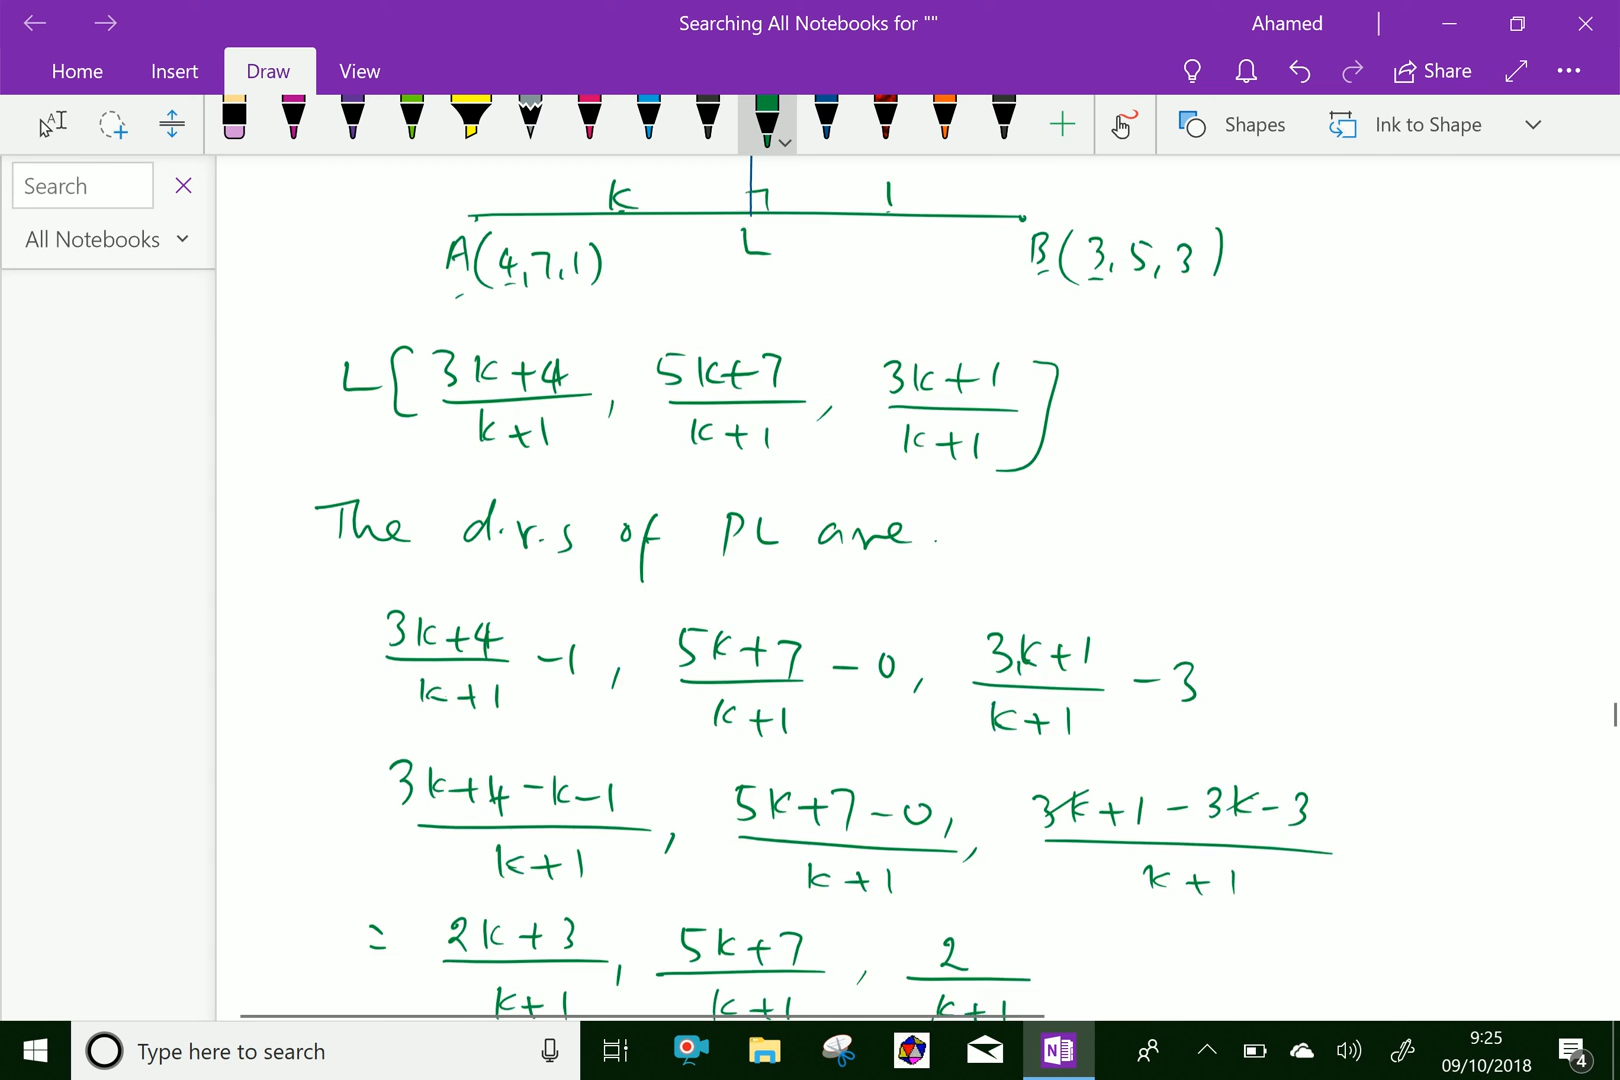 Searching All Notebooks for ""
Ahamed
Home Insert Draw View
Share
Shapes Ink to Shape
Search
All Notebooks
k 1
A(4,7,1) L B(3,5,3)
L[(3k+4)/(k+1), (5k+7)/(k+1), (3k+1)/(k+1)]
The d.r.s of PL are.
(3k+4)/(k+1) -1, (5k+7)/(k+1) -0, (3k+1)/(k+1) -3
(3k+4-k-1)/(k+1), (5k+7-0,)/(k+1), (3k+1-3k-3)/(k+1)
= (2k+3)/(k+1), (5k+7)/(k+1), 2/(k+1)
Type here to search
9:25
09/10/2018
4